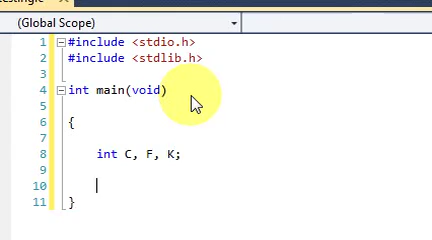 (Global Scope)
1 #include <stdio.h>
2 #include <stdlib.h>
3
4 int main(void)
5
6 {
7
8 int C, F, K;
9
10
11 }